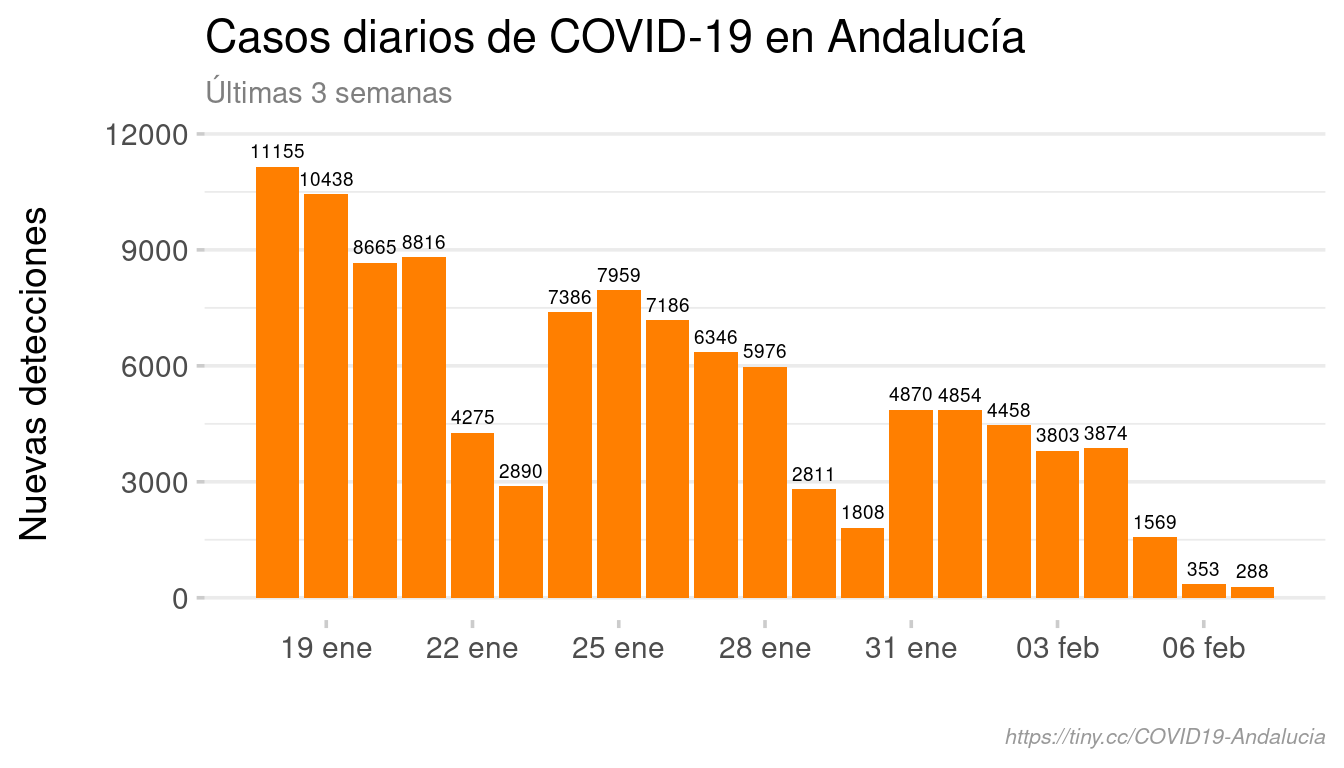 Casos diarios de COVID-19 en Andalucía
Últimas 3 semanas
Nuevas detecciones
12000
9000
6000
3000
0
11155
10438
8665
8816
4275
2890
7386
7959
7186
6346
5976
2811
1808
4870
4854
4458
3803
3874
1569
353
288
19 ene
22 ene
25 ene
28 ene
31 ene
03 feb
06 feb
https://tiny.cc/COVID19-Andalucia